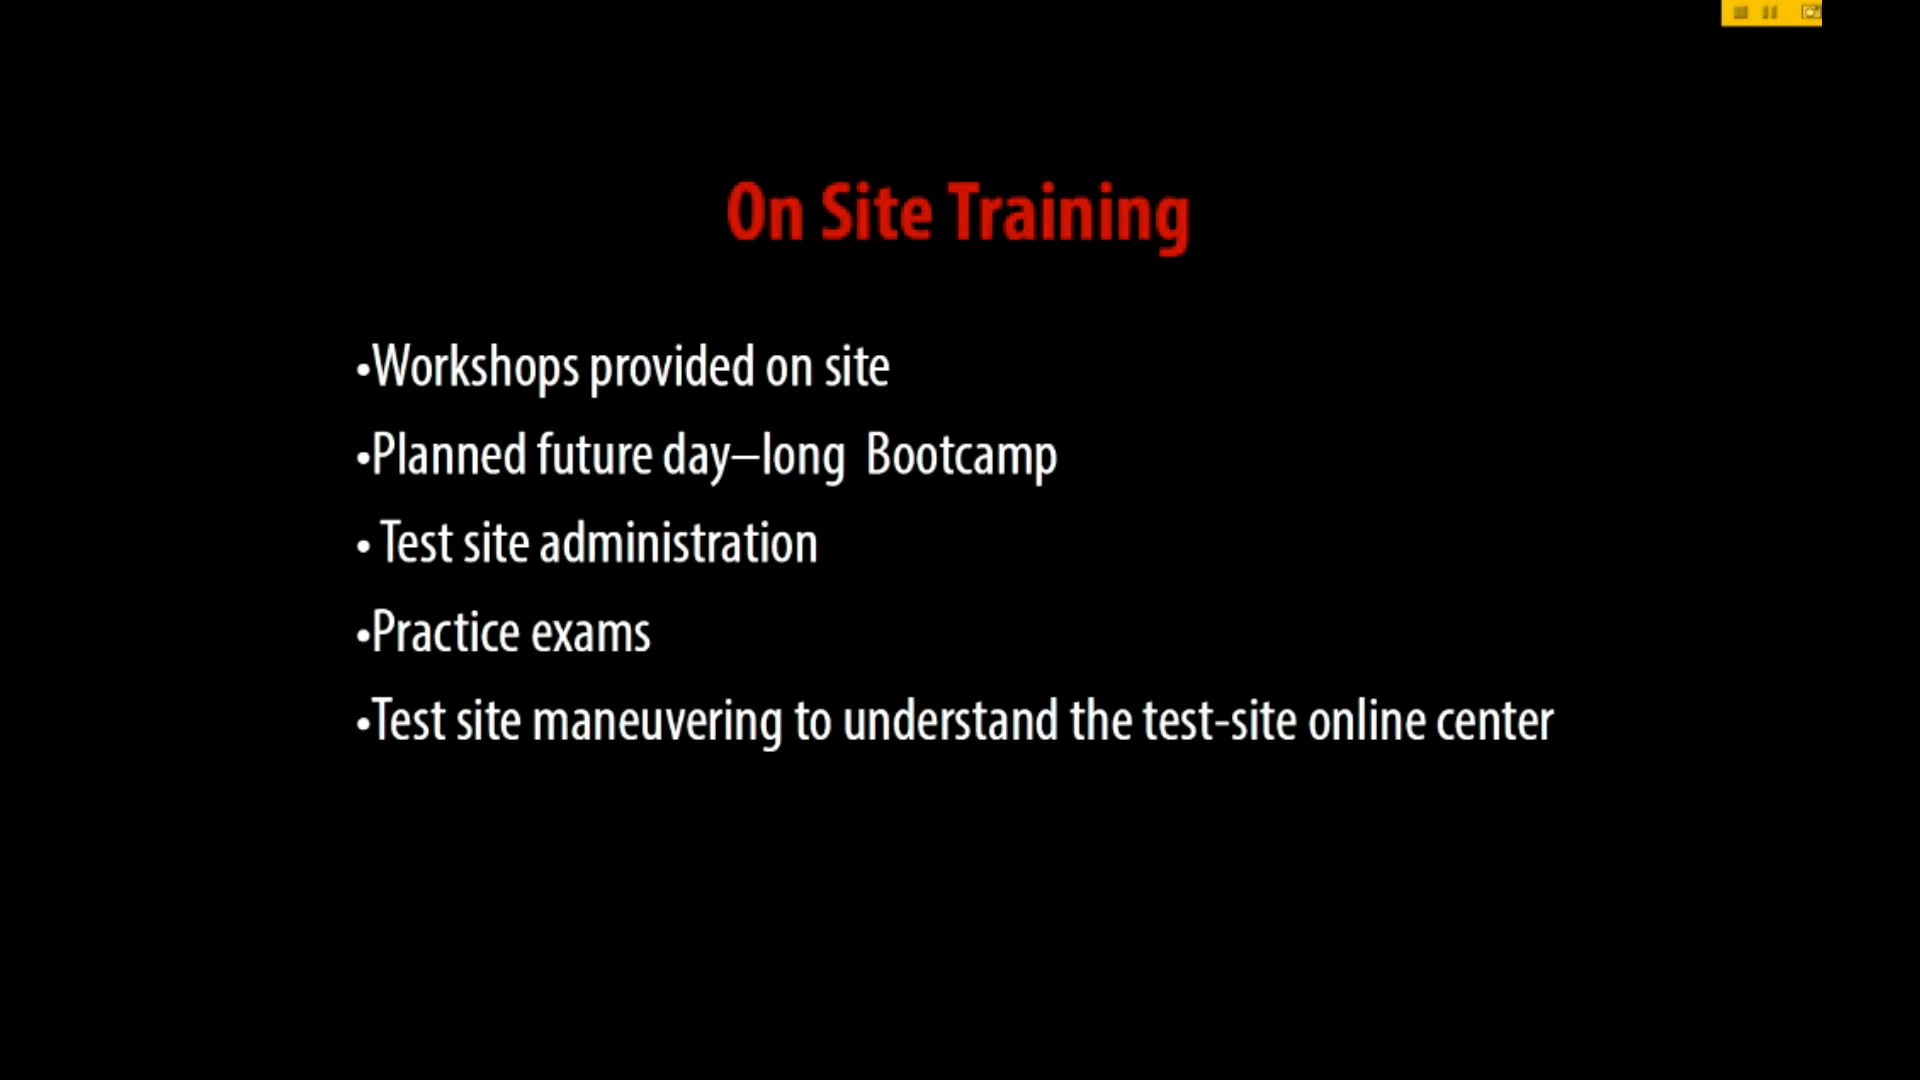 On Site Training
•Workshops provided on site
•Planned future day–long  Bootcamp
• Test site administration
•Practice exams
•Test site maneuvering to understand the test-site online center